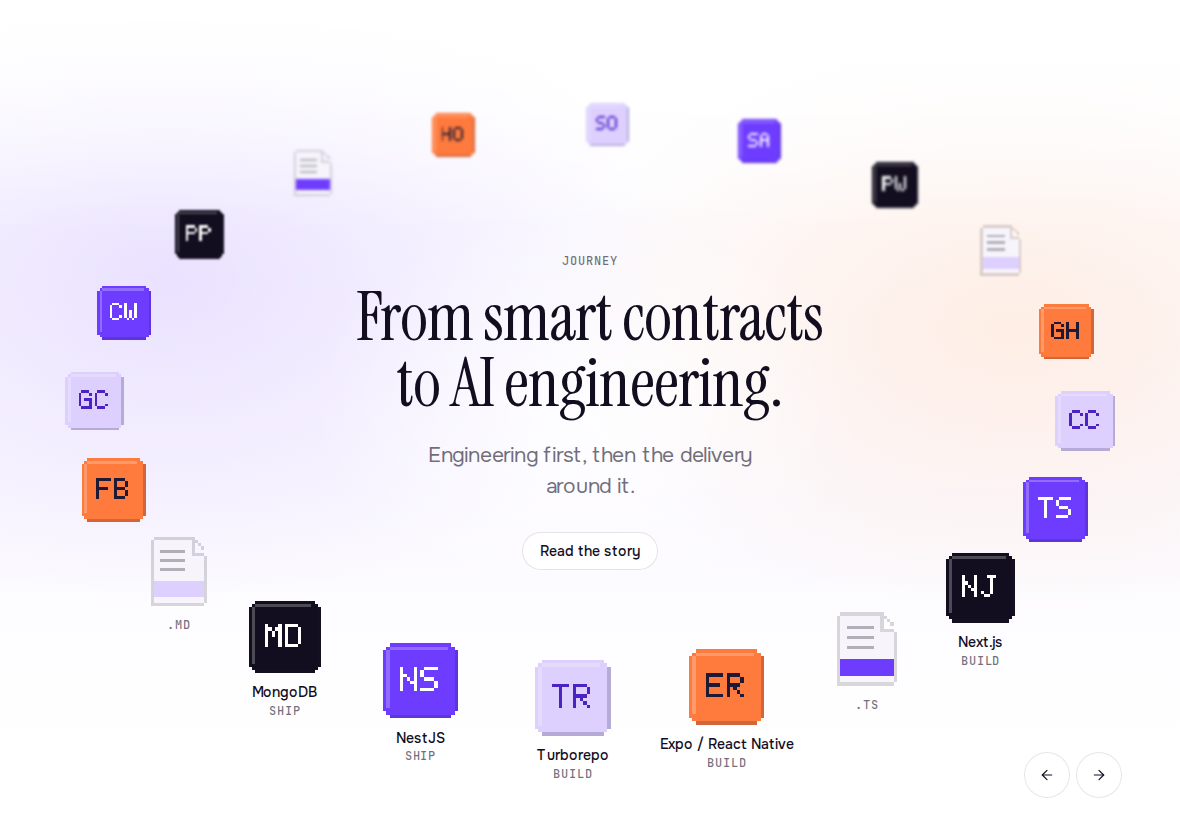 HO
SO
SA
PW
PP
CW
GH
GC
CC
FB
TS
JOURNEY
From smart contracts
to AI engineering.
Engineering first, then the delivery
around it.
Read the story
.MD
MD
MongoDB
SHIP
NS
NestJS
SHIP
TR
Turborepo
BUILD
ER
Expo / React Native
BUILD
.TS
NJ
Next.js
BUILD